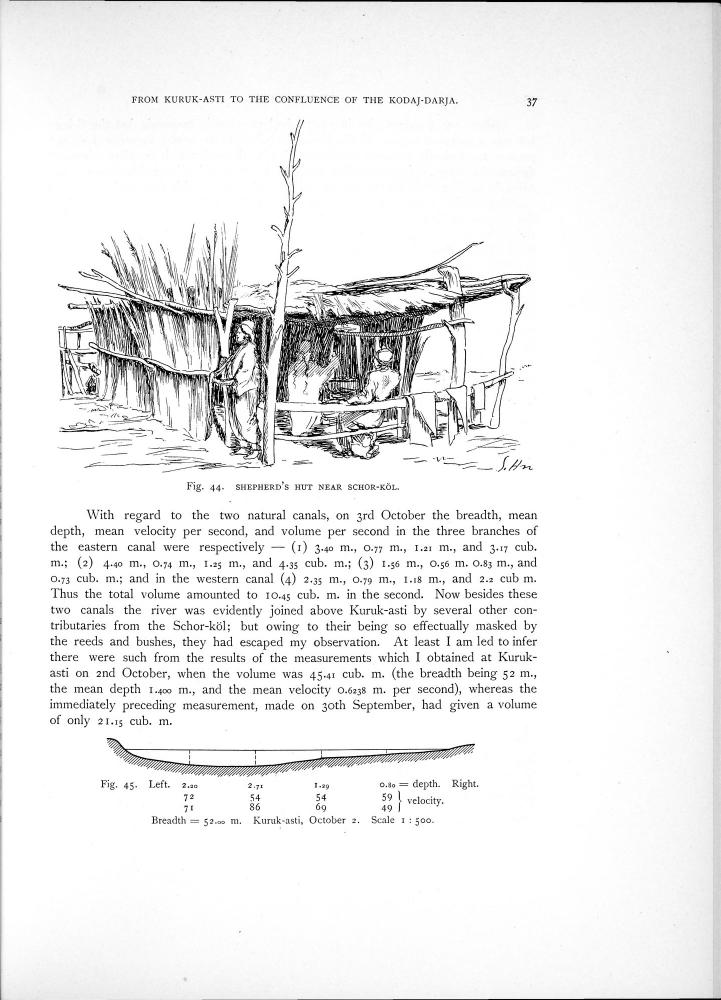 FROM KURUK-ASTI TO THE CONFLUENCE OF THE KODAJ-DARJA. 37
S. Hn
Fig. 44. SHEPHERD'S HUT NEAR SCHOR-KÖL.
With regard to the two natural canals, on 3rd October the breadth, mean
depth, mean velocity per second, and volume per second in the three branches of
the eastern canal were respectively — (1) 3.40 m., 0.77 m., 1.21 m., and 3.17 cub.
m.; (2) 4.40 m., 0.74 m., 1.25 m., and 4.35 cub. m.; (3) 1.56 m., 0.56 m. 0.83 m., and
0.73 cub. m.; and in the western canal (4) 2.35 m., 0.79 m., 1.18 m., and 2.2 cub m.
Thus the total volume amounted to 10.45 cub. m. in the second. Now besides these
two canals the river was evidently joined above Kuruk-asti by several other con-
tributaries from the Schor-köl; but owing to their being so effectually masked by
the reeds and bushes, they had escaped my observation. At least I am led to infer
there were such from the results of the measurements which I obtained at Kuruk-
asti on 2nd October, when the volume was 45.41 cub. m. (the breadth being 52 m.,
the mean depth 1.400 m., and the mean velocity 0.6238 m. per second), whereas the
immediately preceding measurement, made on 30th September, had given a volume
of only 21.15 cub. m.
Fig. 45. Left. 2.20 2.71 1.29 0.80 = depth. Right.
72 54 54 59 } velocity.
71 86 69 49
Breadth = 52.00 m. Kuruk-asti, October 2. Scale 1 : 500.